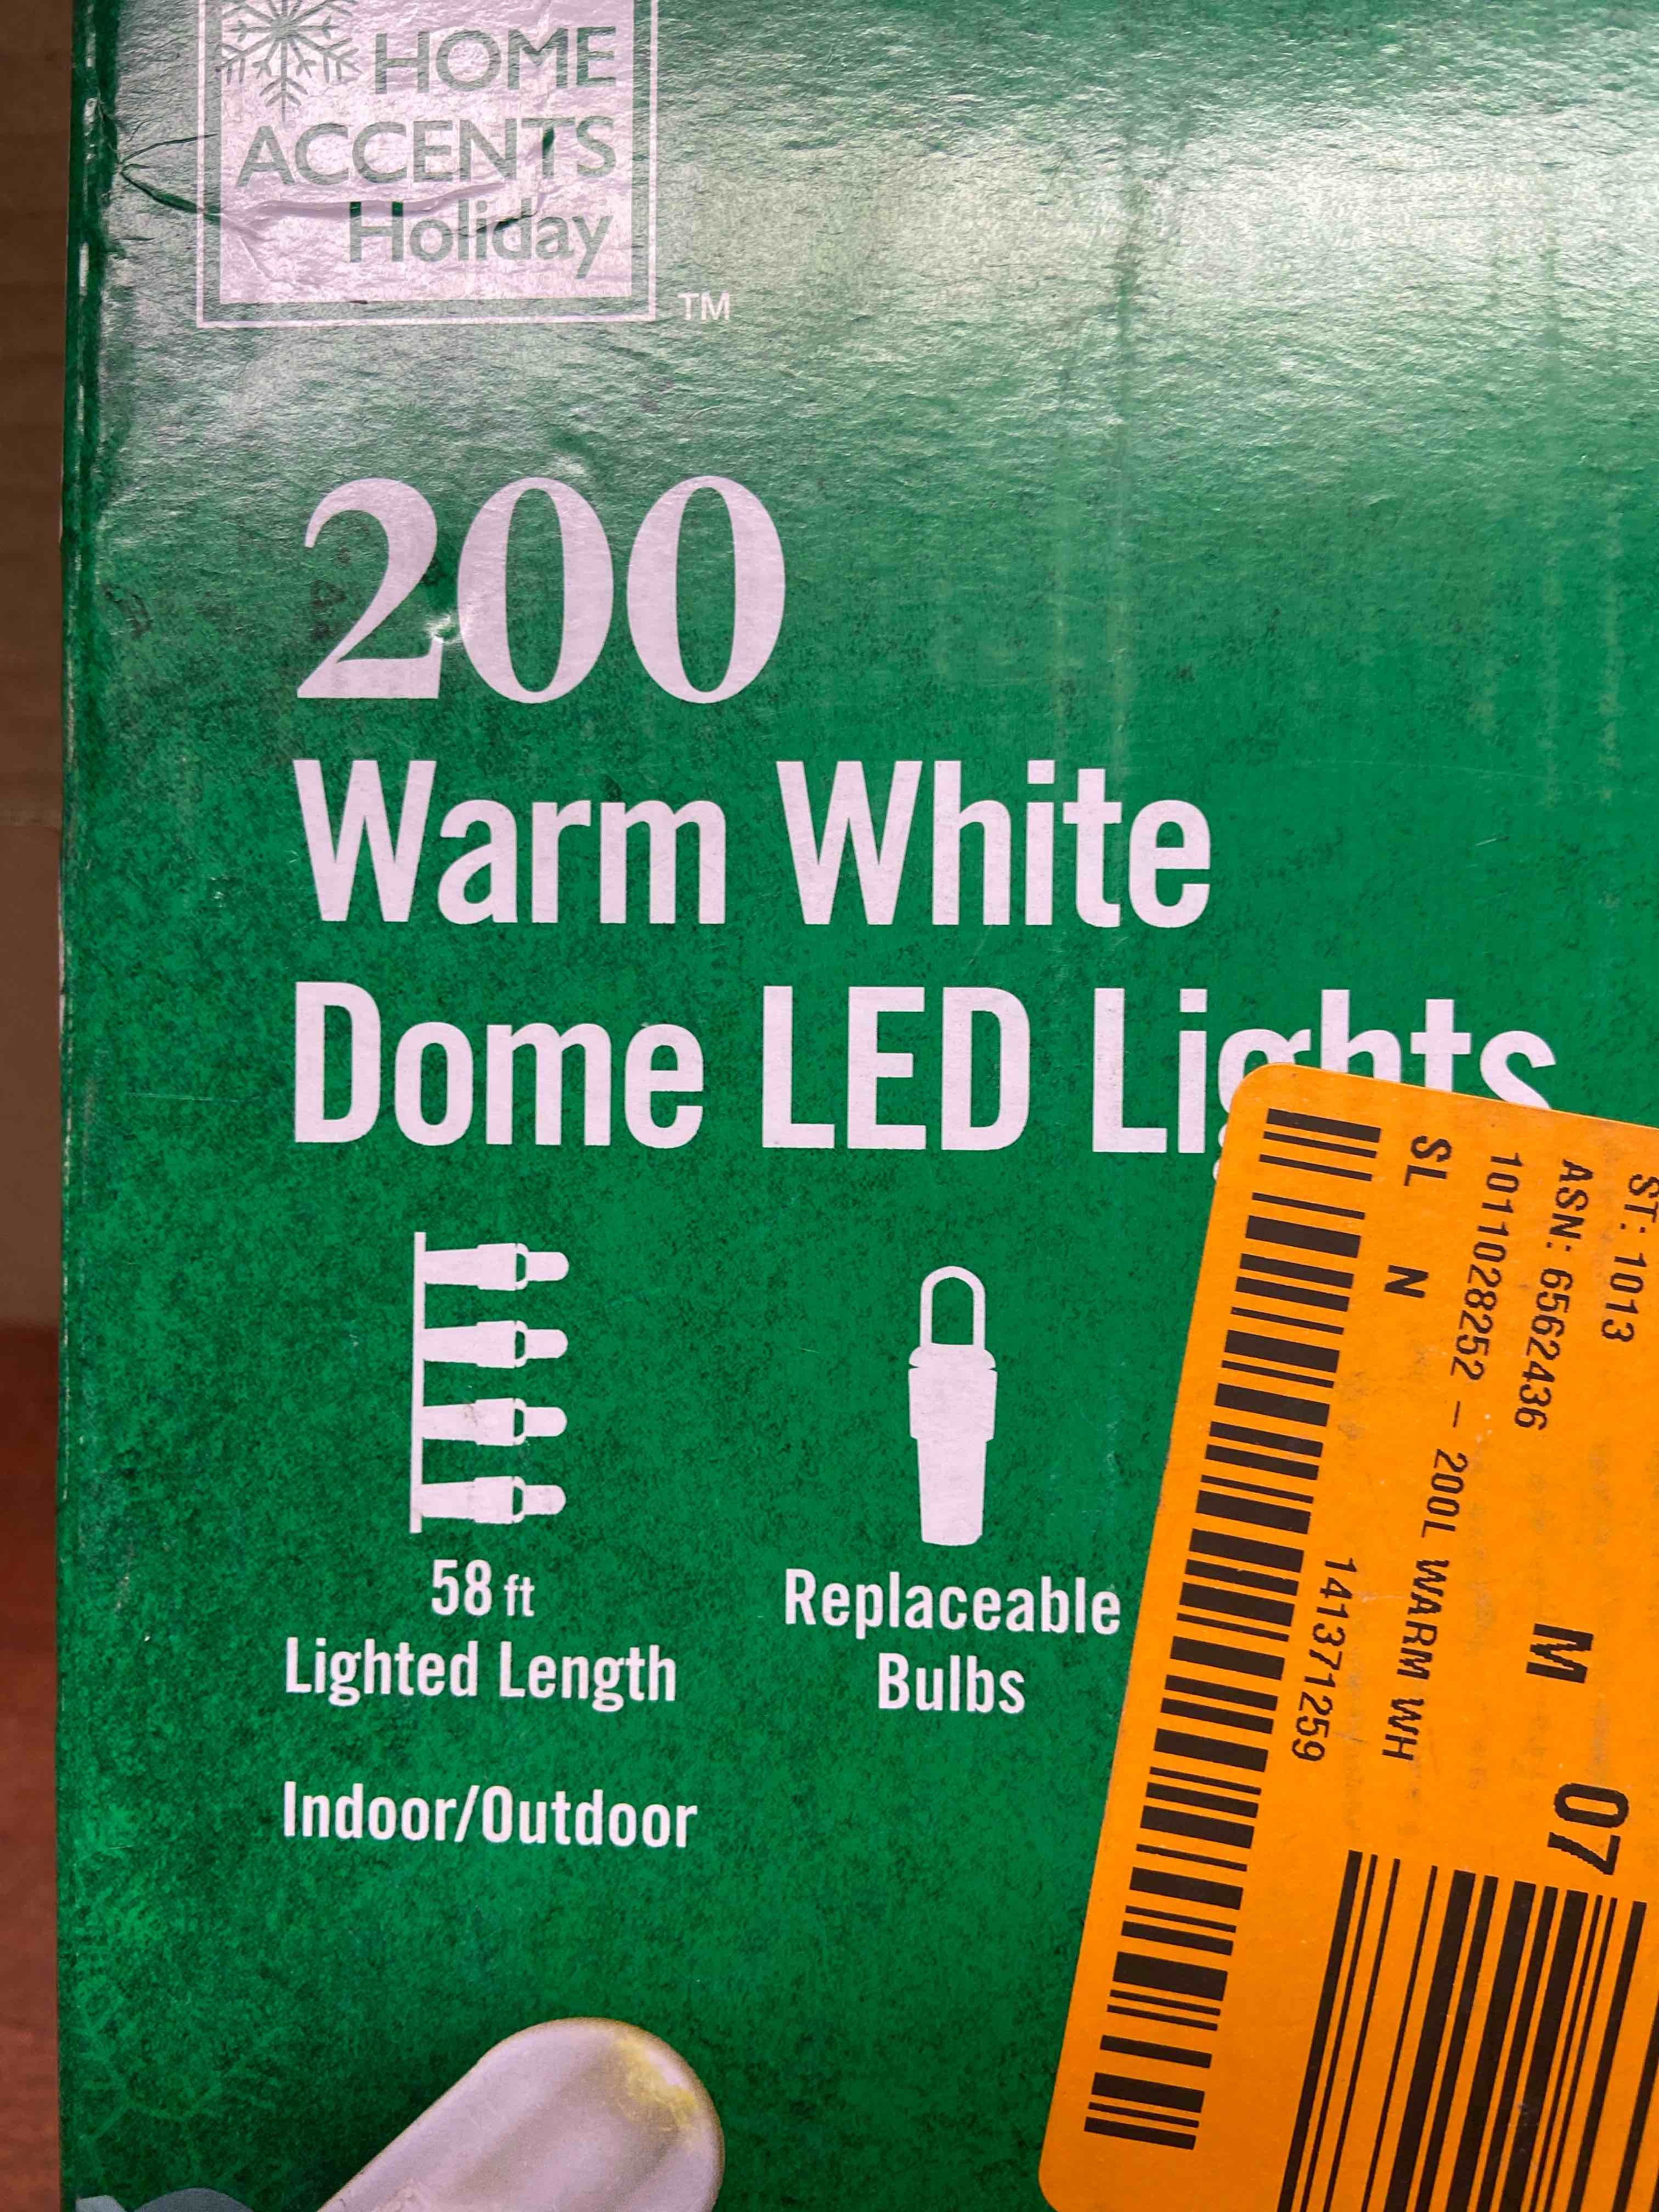 HOME
ACCENTS
Holiday
TM
200
Warm White
Dome LED Lights
58 ft
Lighted Length
Replaceable
Bulbs
Indoor/Outdoor
ST: 1013
ASN: 6562436
M 07
1011028252 - 200L WARM WH
SL N
141371259